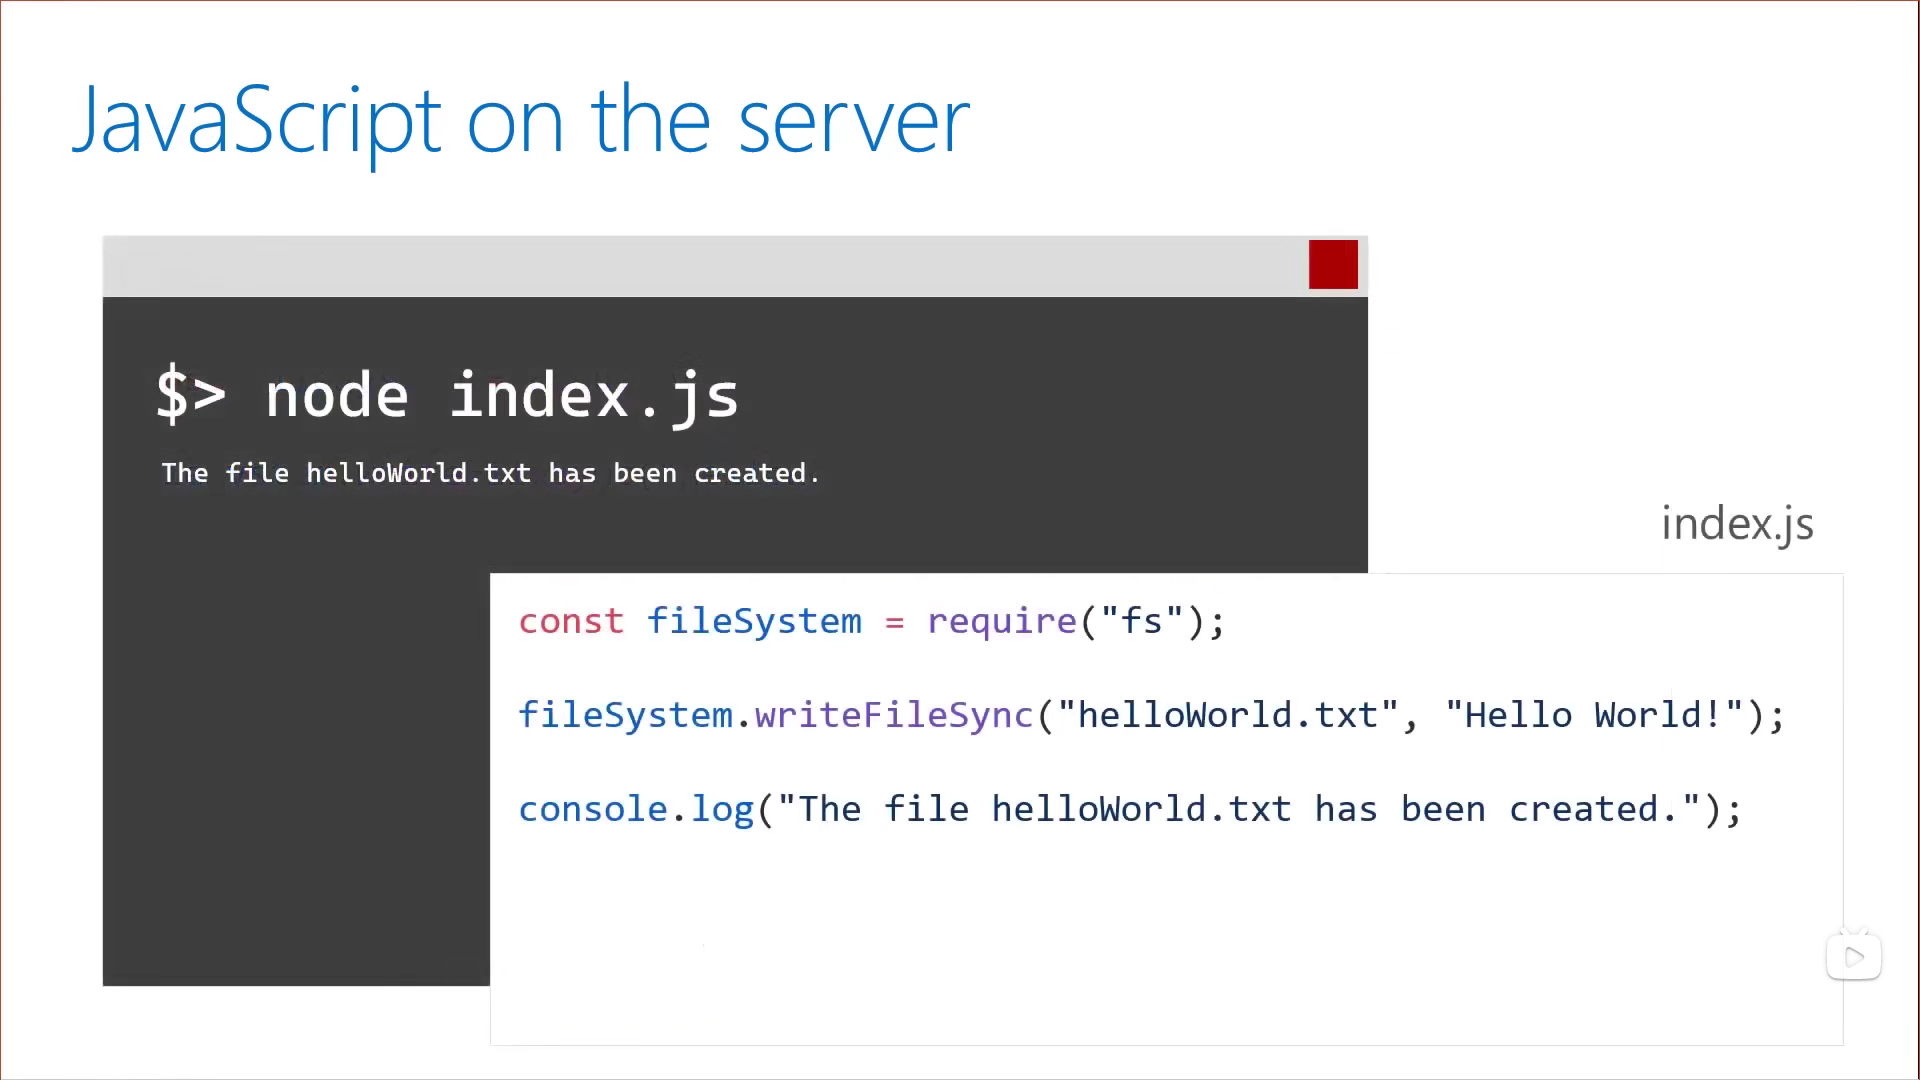 JavaScript on the server
$> node index.js
The file helloWorld.txt has been created.
index.js
const fileSystem = require("fs");
fileSystem.writeFileSync("helloWorld.txt", "Hello World!");
console.log("The file helloWorld.txt has been created.");